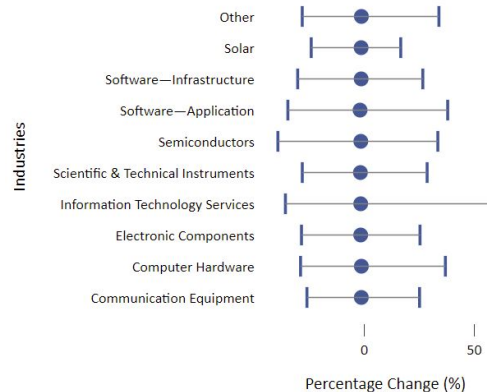 Other
Solar
Software—Infrastructure
Software—Application
Semiconductors
Scientific & Technical Instruments
Information Technology Services
Electronic Components
Computer Hardware
Communication Equipment
Industries
0 50
Percentage Change (%)